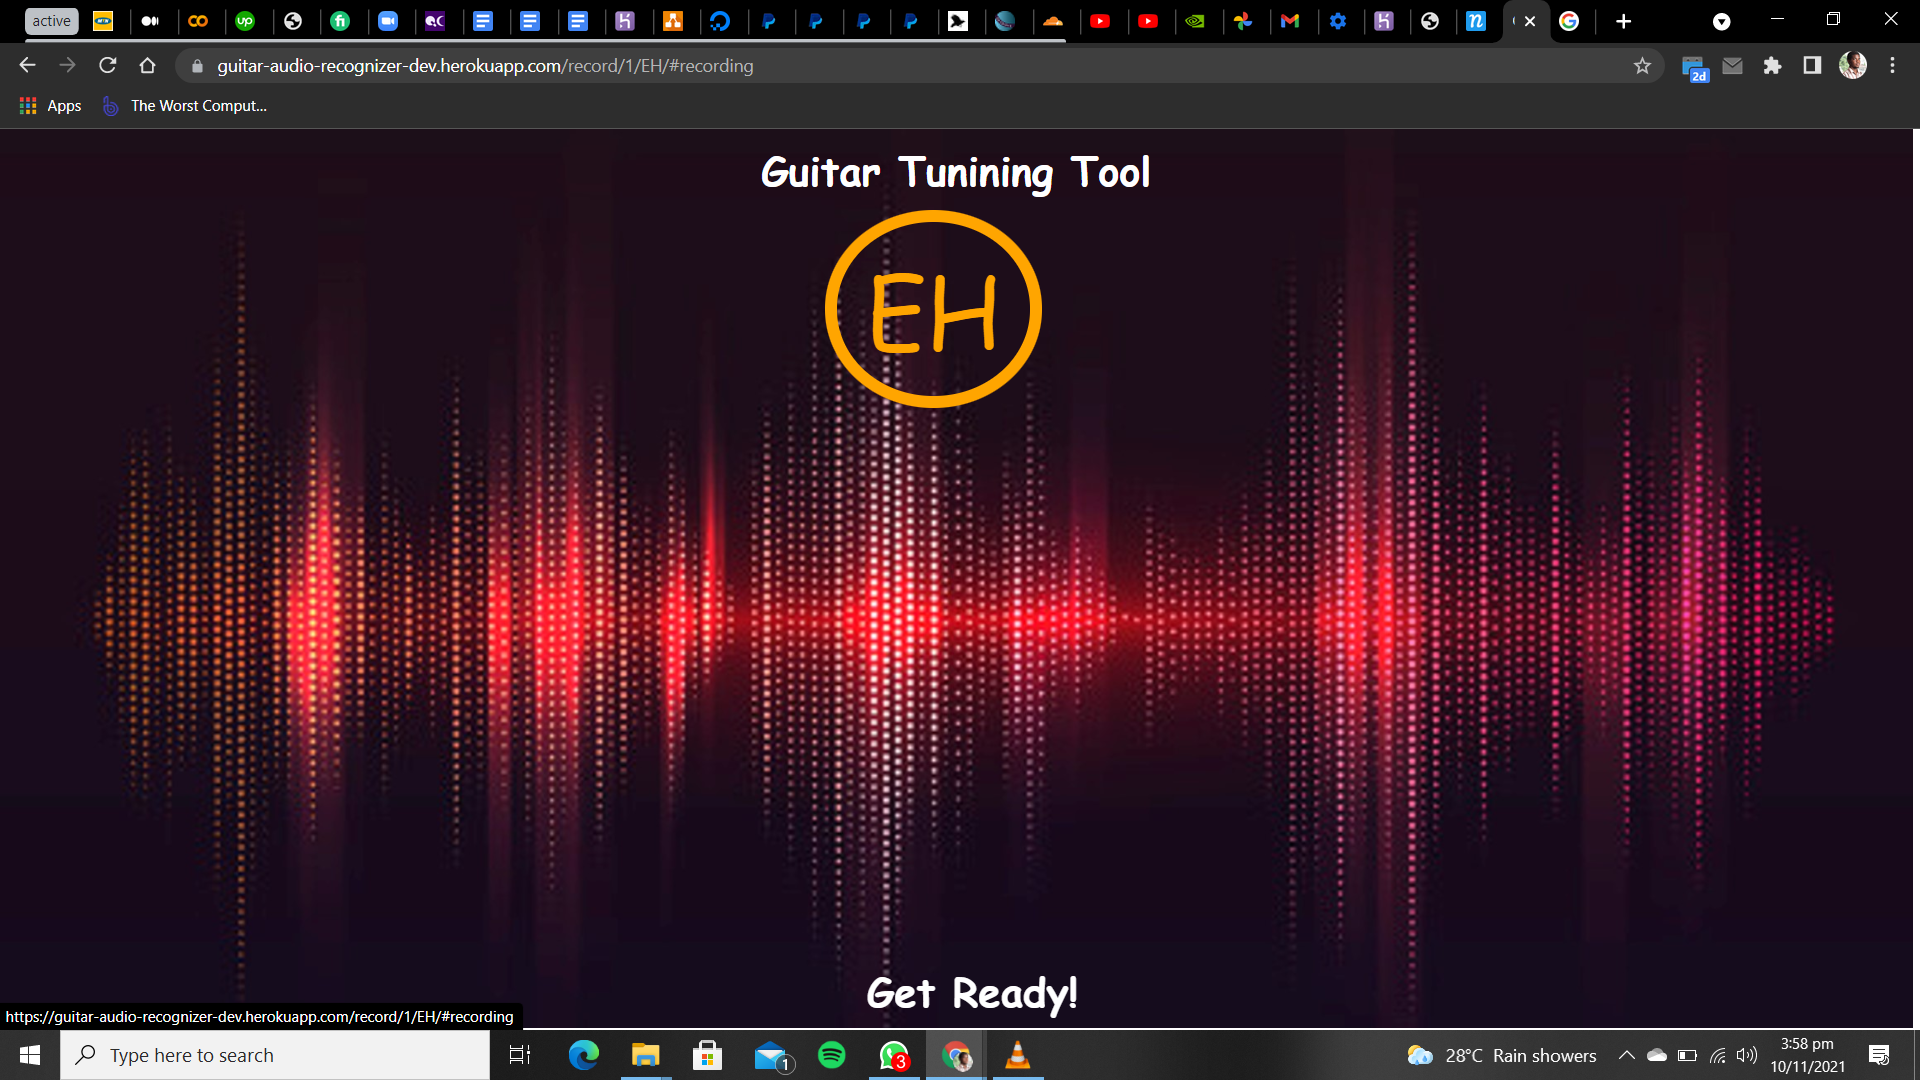 active
guitar-audio-recognizer-dev.herokuapp.com/record/1/EH/#recording
2d
Apps
The Worst Comput...
Guitar Tunining Tool
EH
Get Ready!
https://guitar-audio-recognizer-dev.herokuapp.com/record/1/EH/#recording
Type here to search
1
3
28°C Rain showers
3:58 pm
10/11/2021